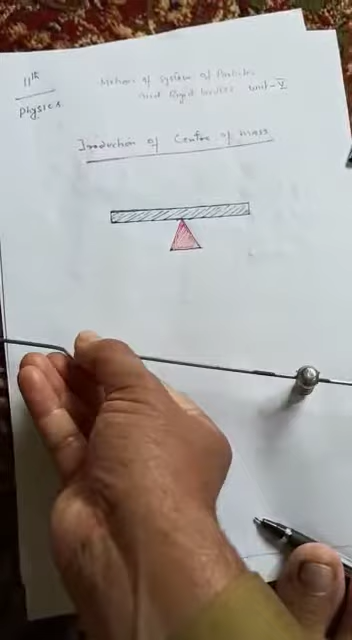 11th
Physics
Motion of System of Particles
and Rigid bodies unit-V
Introduction of Centre of mass